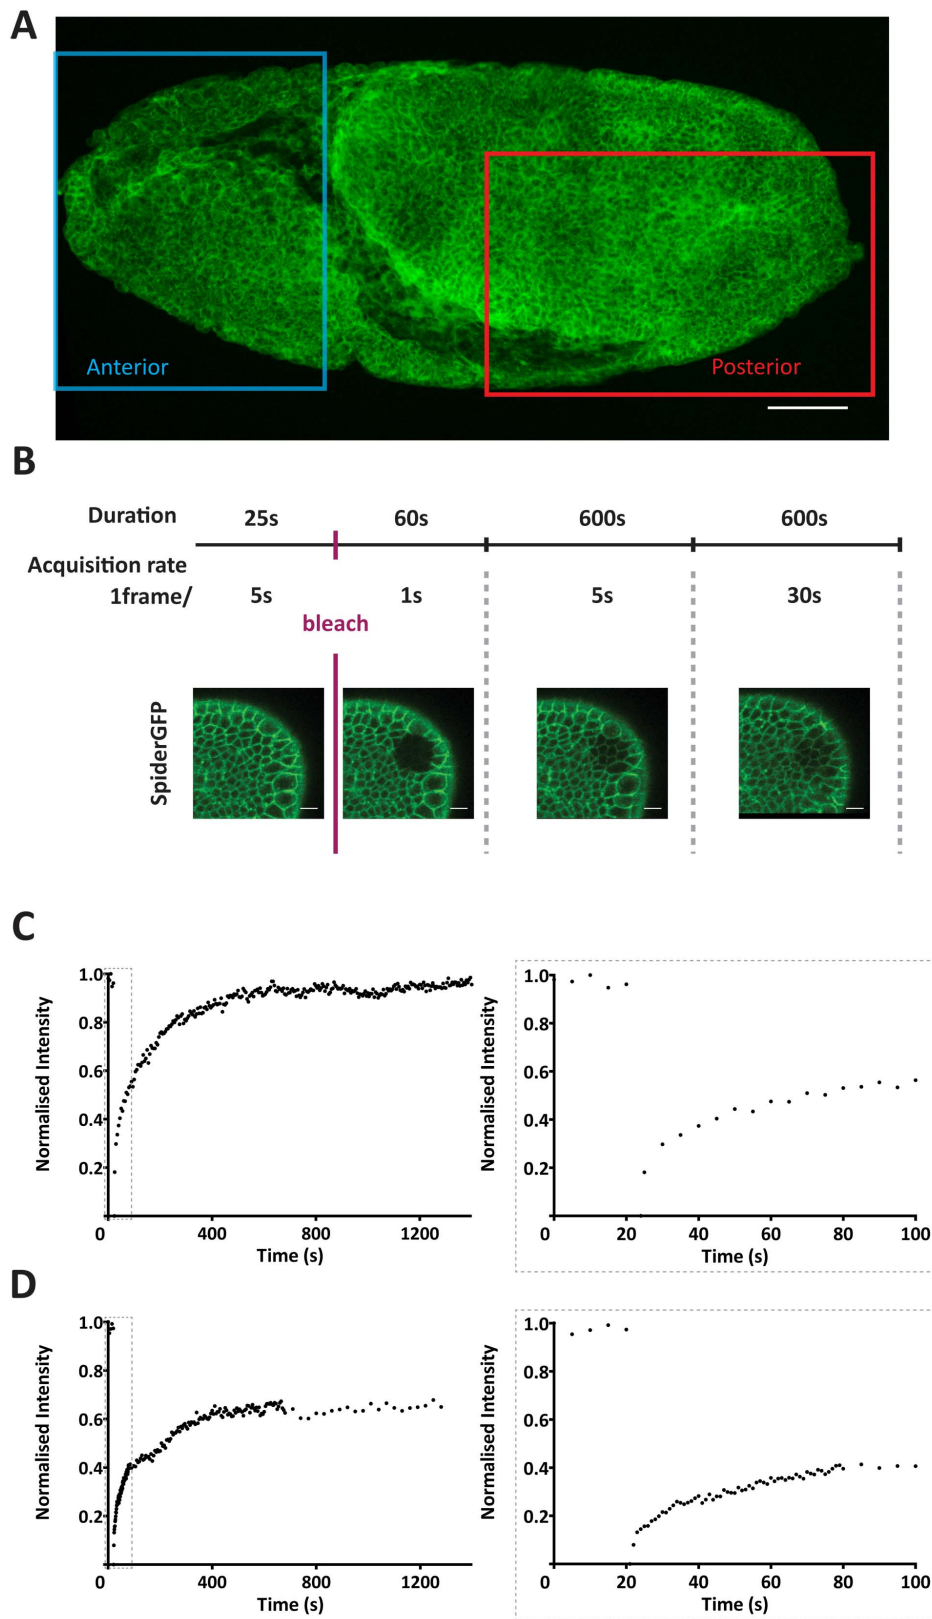 A
Anterior
Posterior
B
Duration 25s 60s 600s 600s
Acquisition rate
1frame/ 5s 1s 5s 30s
bleach
SpiderGFP
C
Normalised Intensity
1.0
0.8
0.6
0.4
0.2
0 400 800 1200
Time (s)
Normalised Intensity
1.0
0.8
0.6
0.4
0.2
0 20 40 60 80 100
Time (s)
D
Normalised Intensity
1.0
0.8
0.6
0.4
0.2
0 400 800 1200
Time (s)
Normalised Intensity
1.0
0.8
0.6
0.4
0.2
0 20 40 60 80 100
Time (s)